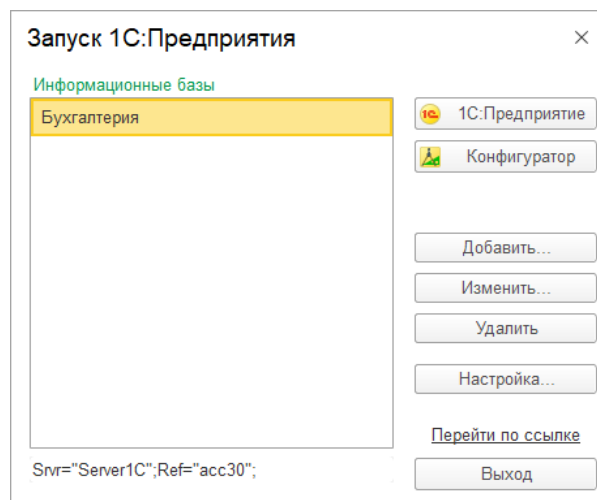 Запуск 1С:Предприятия
Информационные базы
Бухгалтерия
1С:Предприятие
Конфигуратор
Добавить...
Изменить...
Удалить
Настройка...
Перейти по ссылке
Srvr="Server1C";Ref="acc30";
Выход